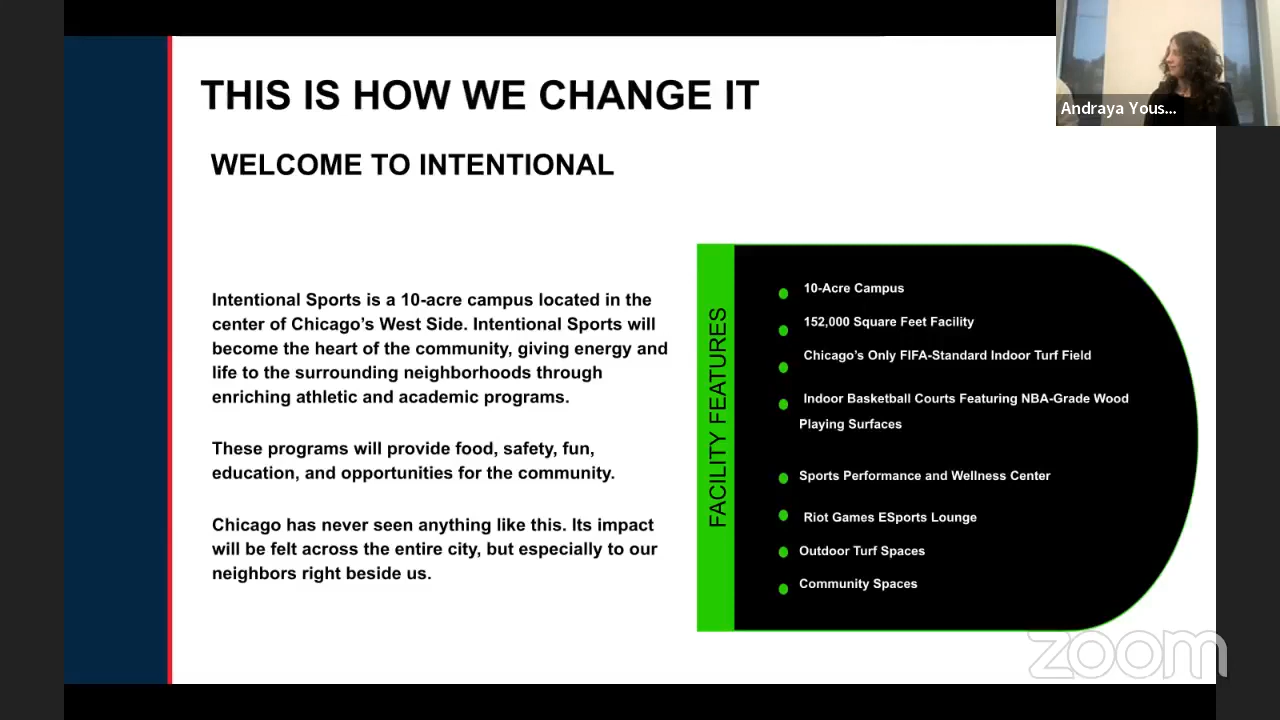 THIS IS HOW WE CHANGE IT
WELCOME TO INTENTIONAL
Andraya Yous...
Intentional Sports is a 10-acre campus located in the
center of Chicago’s West Side. Intentional Sports will
become the heart of the community, giving energy and
life to the surrounding neighborhoods through
enriching athletic and academic programs.
These programs will provide food, safety, fun,
education, and opportunities for the community.
Chicago has never seen anything like this. Its impact
will be felt across the entire city, but especially to our
neighbors right beside us.
FACILITY FEATURES
10-Acre Campus
152,000 Square Feet Facility
Chicago’s Only FIFA-Standard Indoor Turf Field
Indoor Basketball Courts Featuring NBA-Grade Wood
Playing Surfaces
Sports Performance and Wellness Center
Riot Games ESports Lounge
Outdoor Turf Spaces
Community Spaces
zoom